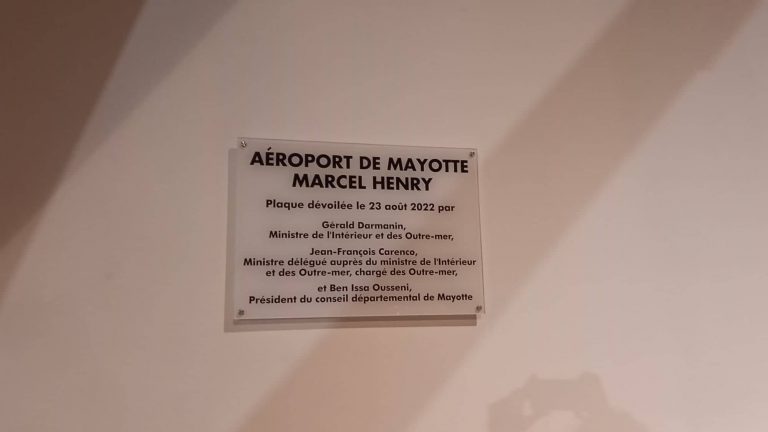 AÉROPORT DE MAYOTTE
MARCEL HENRY
Plaque dévoilée le 23 août 2022 par
Gérald Darmanin,
Ministre de l'Intérieur et des Outre-mer,
Jean-François Carenco,
Ministre délégué auprès du ministre de l'Intérieur
et des Outre-mer, chargé des Outre-mer,
et Ben Issa Ousseni,
Président du conseil départemental de Mayotte